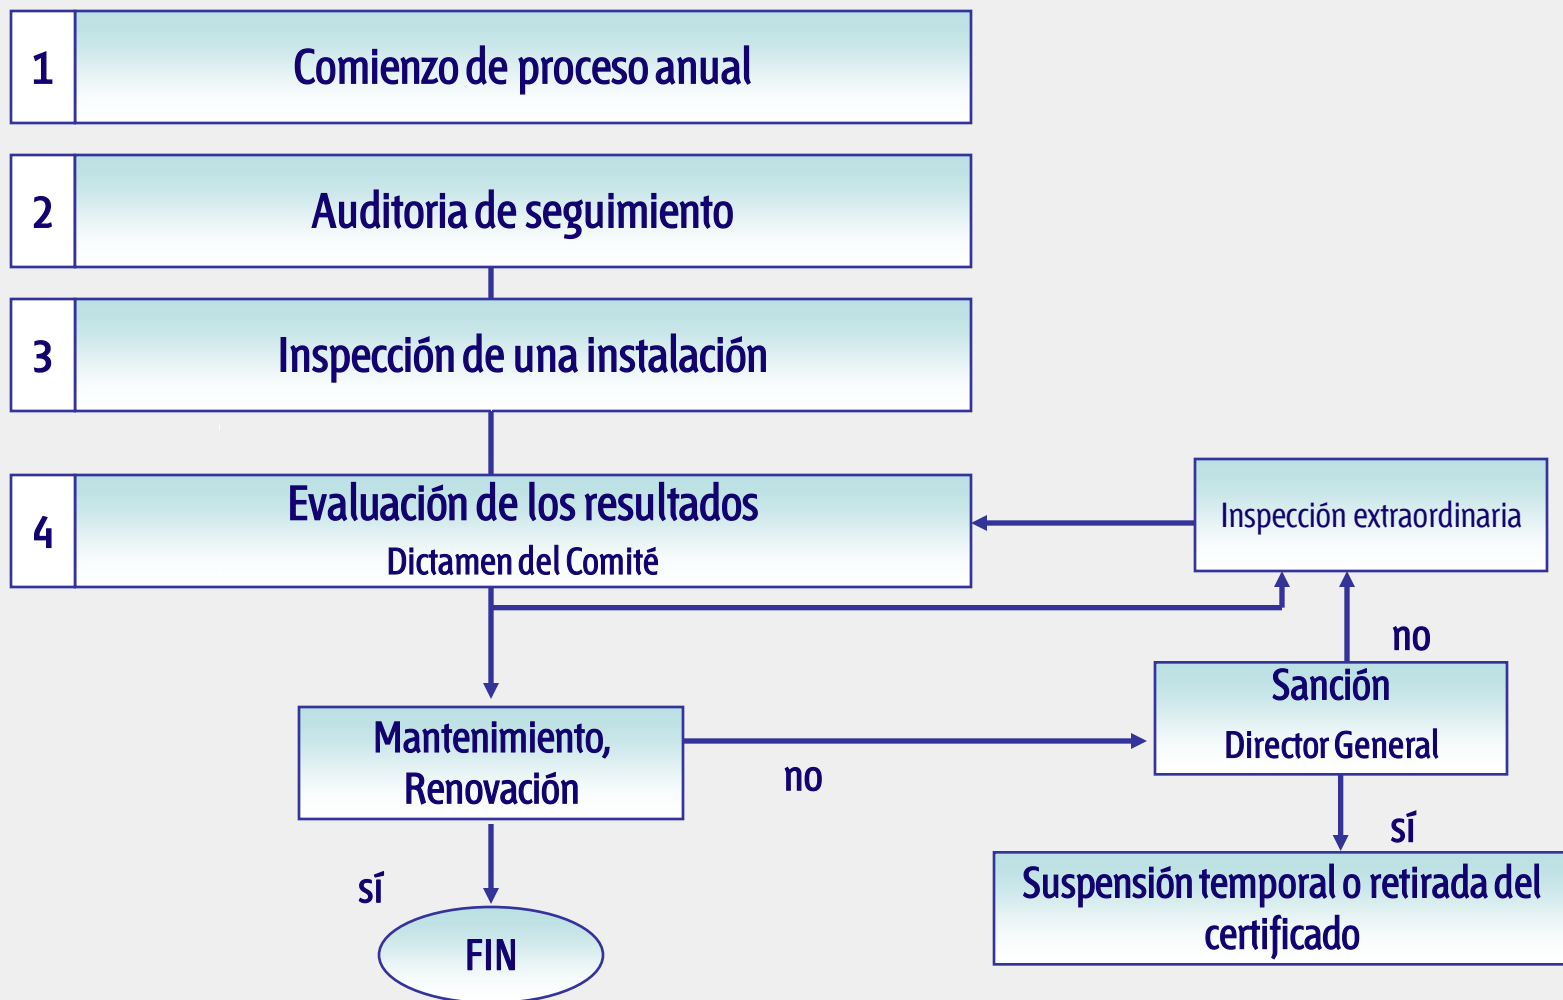 1
Comienzo de proceso anual
2
Auditoria de seguimiento
3
Inspección de una instalación
4
Evaluación de los resultados
Dictamen del Comité
Inspección extraordinaria
no
Sanción
Director General
Mantenimiento,
Renovación
no
sí
Suspensión temporal o retirada del
certificado
sí
FIN